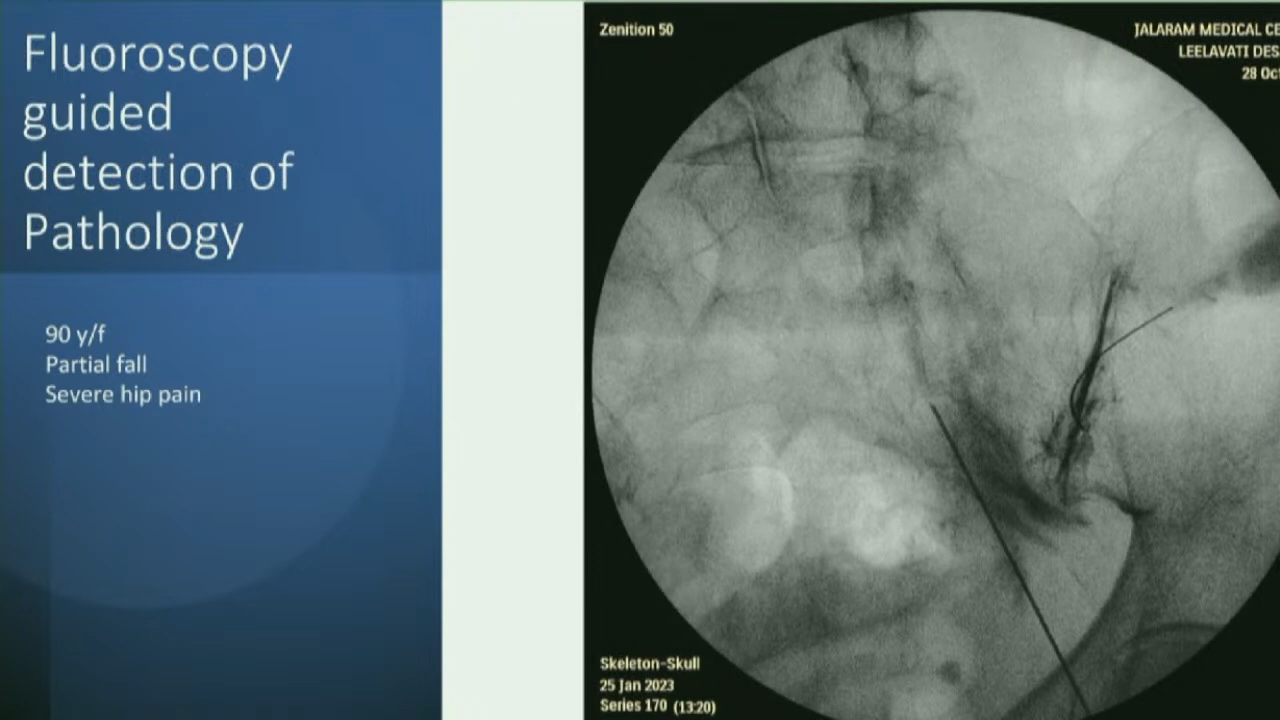 Fluoroscopy
guided
detection of
Pathology
90 y/f
Partial fall
Severe hip pain
Zenition 50
JALARAM MEDICAL CE
LEELAVATI DES
28 Oct
Skeleton-Skull
25 Jan 2023
Series 170 (13:20)